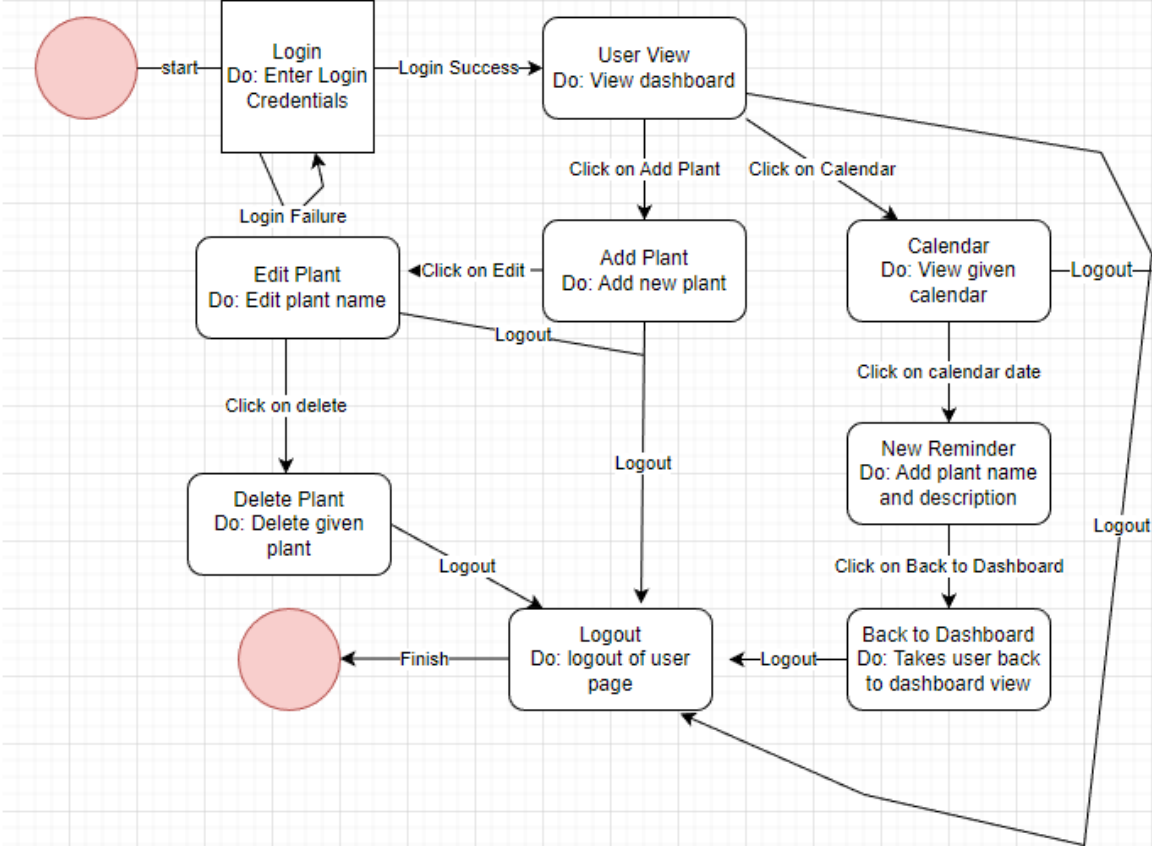 start
Login
Do: Enter Login
Credentials
Login Success
User View
Do: View dashboard
Login Failure
Click on Add Plant
Click on Calendar
Edit Plant
Do: Edit plant name
Click on Edit
Add Plant
Do: Add new plant
Calendar
Do: View given
calendar
Logout
Logout
Click on calendar date
Click on delete
Logout
New Reminder
Do: Add plant name
and description
Delete Plant
Do: Delete given
plant
Logout
Logout
Click on Back to Dashboard
Finish
Logout
Do: logout of user
page
Logout
Back to Dashboard
Do: Takes user back
to dashboard view